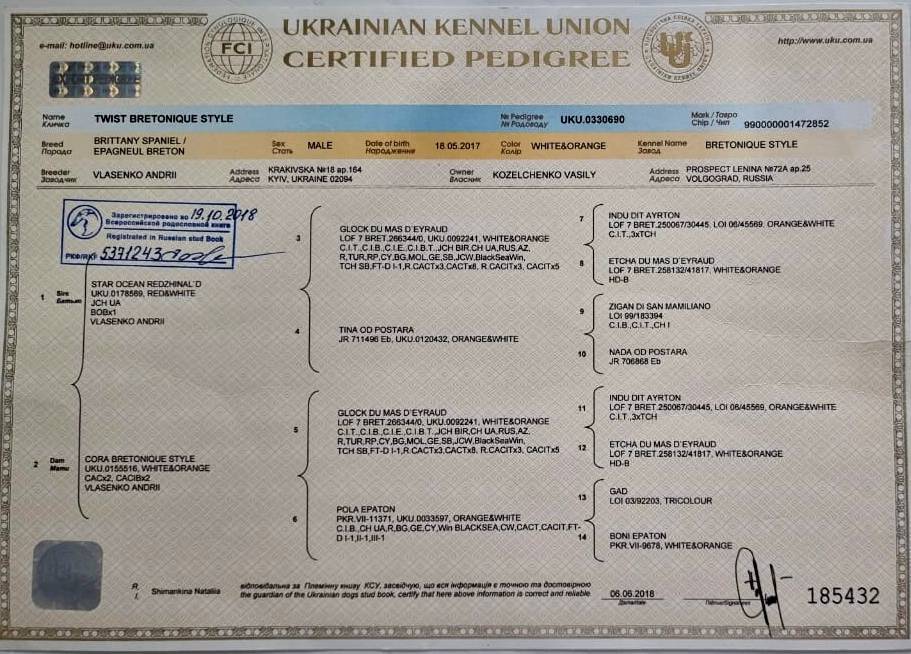 UKRAINIAN KENNEL UNION
CERTIFIED PEDIGREE
e-mail: hotline@uku.com.ua
FCI
http://www.uku.com.ua
EXPORT PEDIGREE
Name TWIST BRETONIQUE STYLE № Pedigree UKU.0330690 Mark / Тавро
Кличка № Родоводу Chip / Чип 990000001472852
Breed BRITTANY SPANIEL / Sex MALE Date of birth 18.05.2017 Color WHITE&ORANGE Kennel Name BRETONIQUE STYLE
Порода EPAGNEUL BRETON Стать Народження Колір Завод
Breeder VLASENKO ANDRII Address KRAKIVSKA №18 ap.164 Owner KOZELCHENKO VASILY Address PROSPECT LENINA №72A ap.25
Заводчик Адреса KYIV, UKRAINE 02094 Власник Адреса VOLGOGRAD, RUSSIA
Зарегистрировано во 19.10.2018
Всероссийской родословной книге
Registered in Russian stud Book
РКФ/RKF 5371243
1 Sire
Батько
STAR OCEAN REDZHINAL`D
UKU.0178569, RED&WHITE
JCH UA
BOBx1
VLASENKO ANDRII
2 Dam
Мати
CORA BRETONIQUE STYLE
UKU.0155516, WHITE&ORANGE
CACx2, CACIBx2
VLASENKO ANDRII
3
GLOCK DU MAS D'EYRAUD
LOF 7 BRET.266344/0, UKU.0092241, WHITE&ORANGE
C.I.T.,C.I.B.,C.I.E.,C.I.B.T.,JCH BIR,CH UA,RUS,AZ,
R,TUR,RP,CY,BG,MOL,GE,SB,JCW,BlackSeaWin,
TCH SB,FT-D I-1,R.CACTx3,CACTx8, R.CACITx3, CACITx5
4
TINA OD POSTARA
JR 711496 Eb, UKU.0120432, ORANGE&WHITE
5
GLOCK DU MAS D'EYRAUD
LOF 7 BRET.266344/0, UKU.0092241, WHITE&ORANGE
C.I.T.,C.I.B.,C.I.E.,C.I.B.T.,JCH BIR,CH UA,RUS,AZ,
R,TUR,RP,CY,BG,MOL,GE,SB,JCW,BlackSeaWin,
TCH SB,FT-D I-1,R.CACTx3,CACTx8, R.CACITx3, CACITx5
6
POLA EPATON
PKR.VII-11371, UKU.0033597, ORANGE&WHITE
C.I.B.,CH UA,R,BG,GE,CY,Win BLACKSEA,CW,CACT,CACIT,FT-
D I-1,II-1,III-1
7
INDU DIT AYRTON
LOF 7 BRET.250067/30445, LOI 06/45569, ORANGE&WHITE
C.I.T.,3xTCH
8
ETCHA DU MAS D'EYRAUD
LOF 7 BRET.258132/41817, WHITE&ORANGE
HD-B
9
ZIGAN DI SAN MAMILIANO
LOI 99/183394
C.I.B.,C.I.T.,CH I
10
NADA OD POSTARA
JR 706868 Eb
11
INDU DIT AYRTON
LOF 7 BRET.250067/30445, LOI 06/45569, ORANGE&WHITE
C.I.T.,3xTCH
12
ETCHA DU MAS D'EYRAUD
LOF 7 BRET.258132/41817, WHITE&ORANGE
HD-B
13
GAD
LOI 03/92203, TRICOLOUR
14
BONI EPATON
PKR.VII-9678, WHITE&ORANGE
Я, Shimankina Nataliia відповідальна за Племінну книгу КСУ, засвідчую, що вся інформація є точною та достовірною
I, the guardian of the Ukrainian dogs stud book, certify that here above information is correct and reliable
06.06.2018
Дата/date
Підпис/Signature
185432